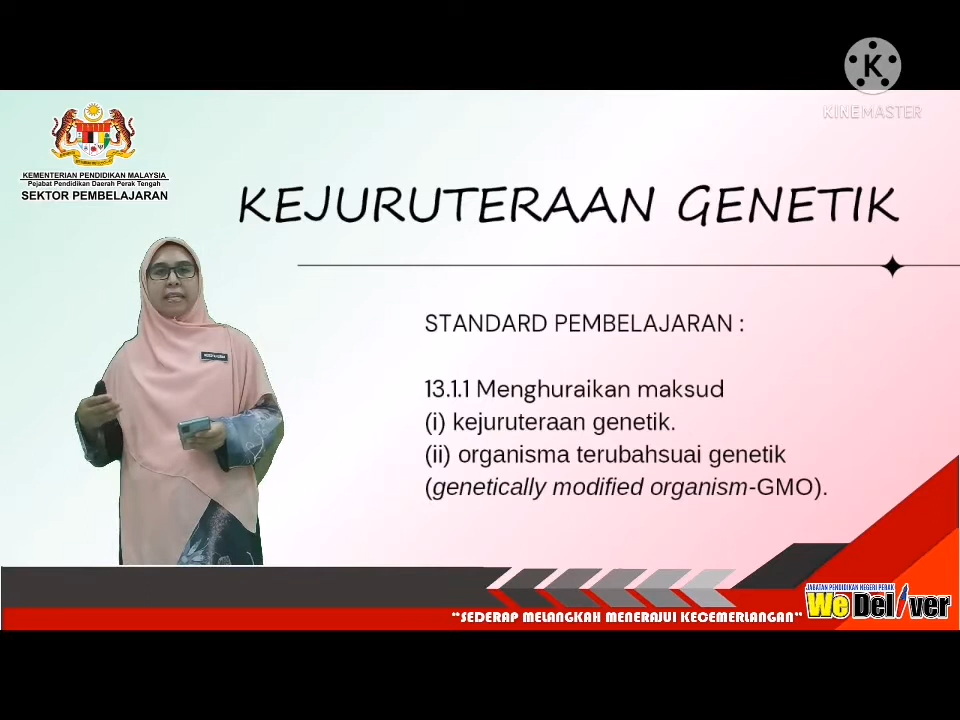 KINEMASTER
KEMENTERIAN PENDIDIKAN MALAYSIA
Pejabat Pendidikan Daerah Perak Tengah
SEKTOR PEMBELAJARAN
KEJURUTERAAN GENETIK
STANDARD PEMBELAJARAN :
13.1.1 Menghuraikan maksud
(i) kejuruteraan genetik.
(ii) organisma terubahsuai genetik
(genetically modified organism-GMO).
JABATAN PENDIDIKAN NEGERI PERAK
We Deliver
"SEDERAP MELANGKAH MENERAJUI KECEMERLANGAN"